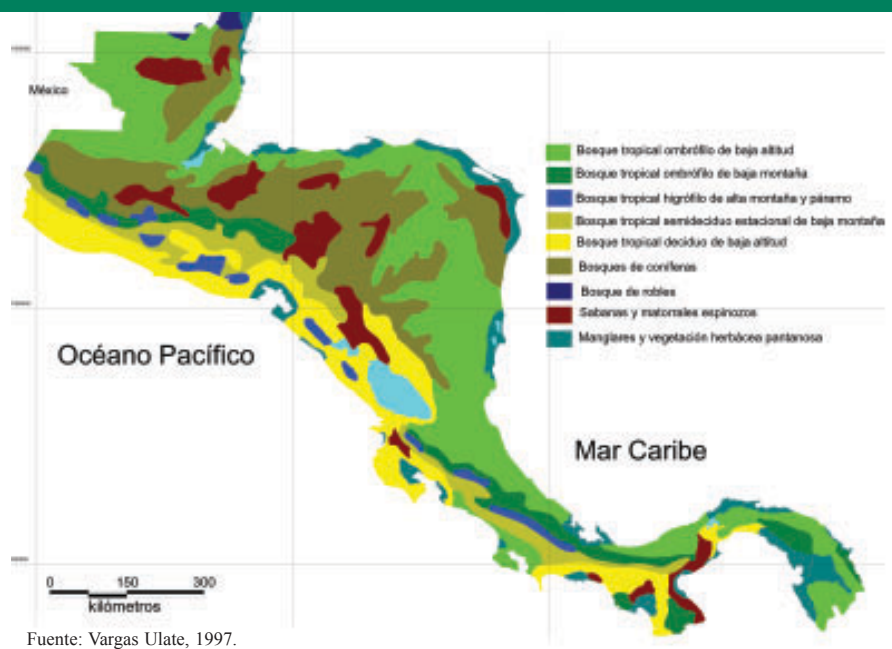 México
Bosque tropical ombrófilo de baja altitud
Bosque tropical ombrófilo de baja montaña
Bosque tropical higrófilo de alta montaña y páramo
Bosque tropical semideciduo estacional de baja montaña
Bosque tropical deciduo de baja altitud
Bosques de coníferas
Bosque de robles
Sabanas y matorrales espinozos
Manglares y vegetación herbácea pantanosa
Océano Pacífico
Mar Caribe
0 150 300
kilómetros
Fuente: Vargas Ulate, 1997.